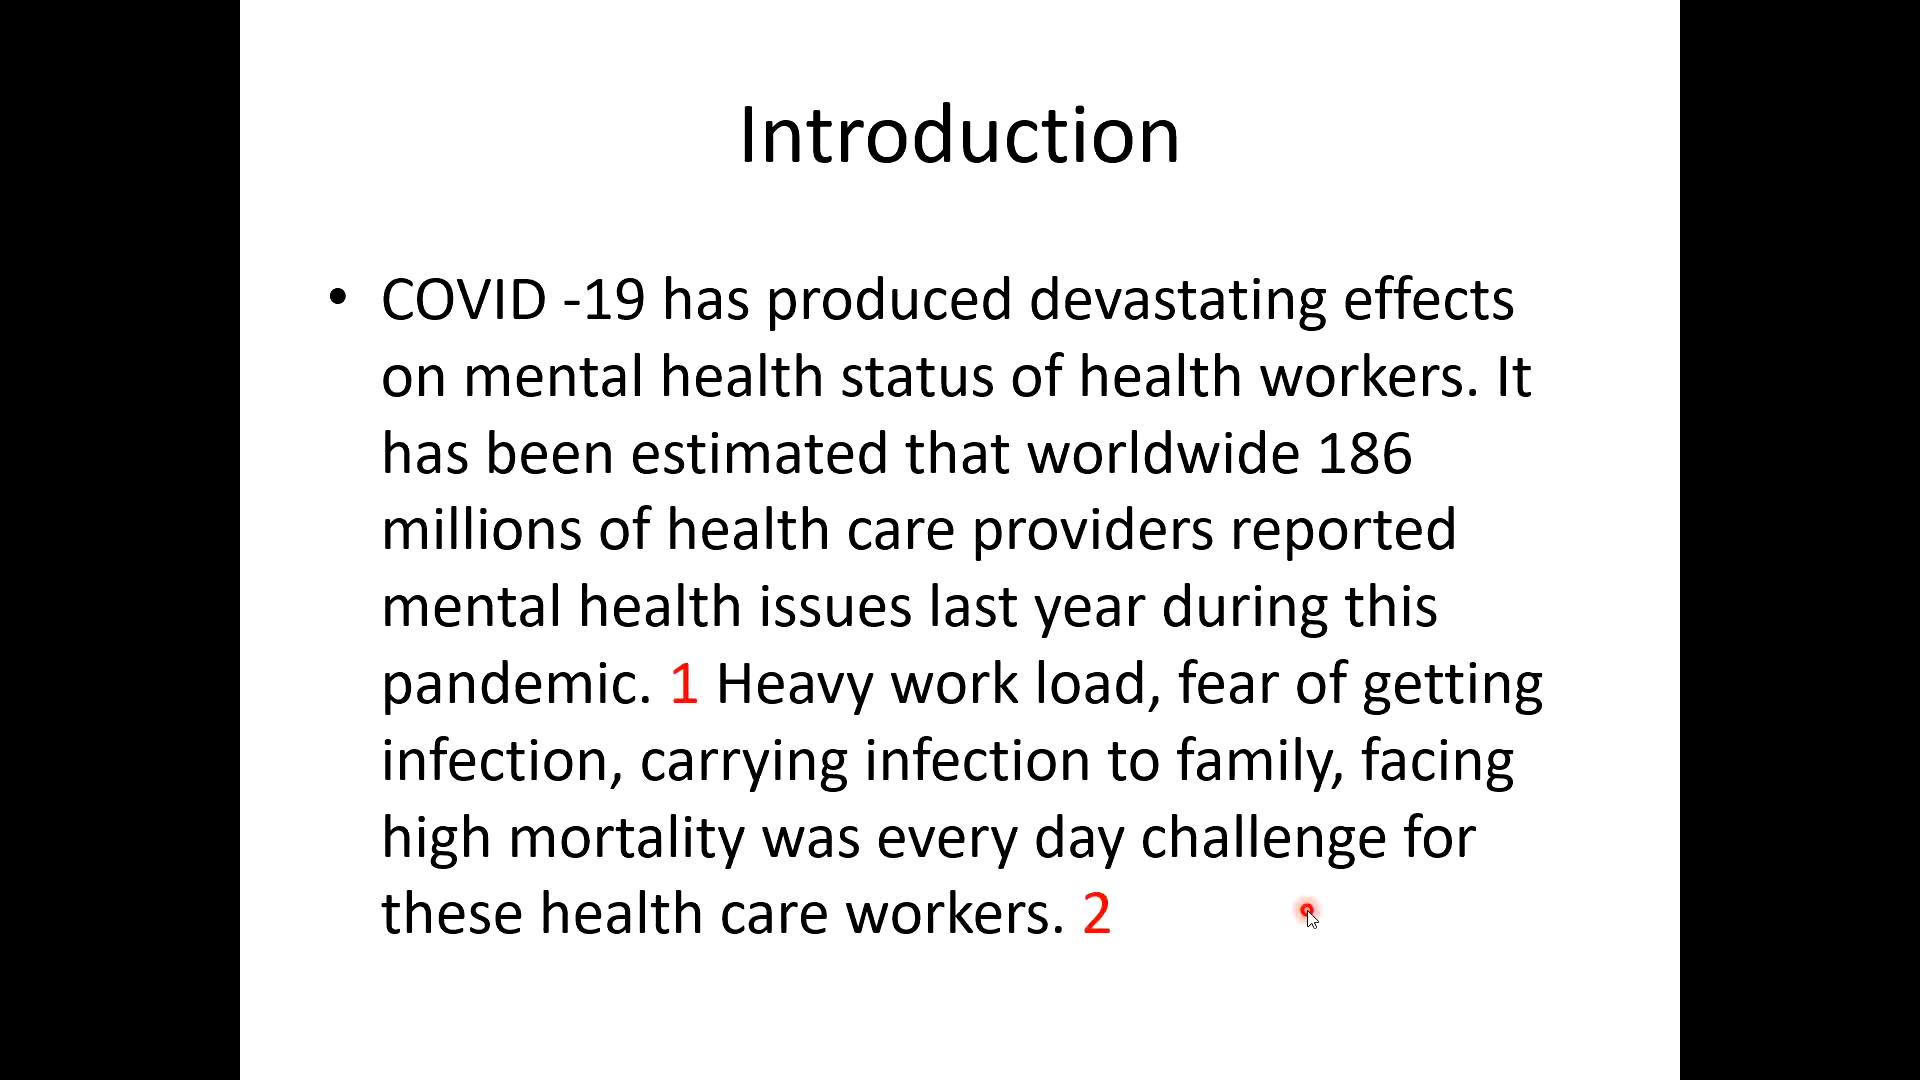 Introduction
• COVID -19 has produced devastating effects
on mental health status of health workers. It
has been estimated that worldwide 186
millions of health care providers reported
mental health issues last year during this
pandemic. 1 Heavy work load, fear of getting
infection, carrying infection to family, facing
high mortality was every day challenge for
these health care workers. 2